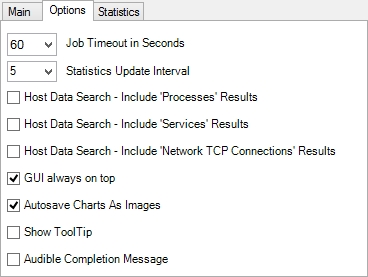 Main Options Statistics
60 Job Timeout in Seconds
5 Statistics Update Interval
Host Data Search - Include 'Processes' Results
Host Data Search - Include 'Services' Results
Host Data Search - Include 'Network TCP Connections' Results
GUI always on top
Autosave Charts As Images
Show ToolTip
Audible Completion Message